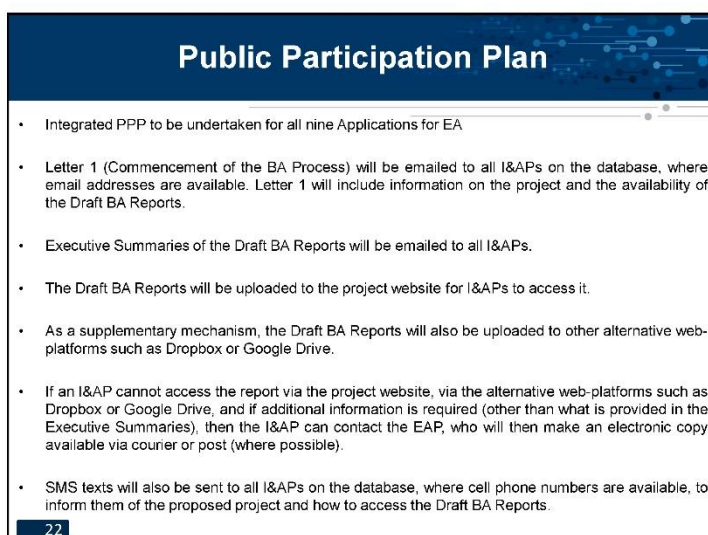 Public Participation Plan
• Integrated PPP to be undertaken for all nine Applications for EA
• Letter 1 (Commencement of the BA Process) will be emailed to all I&APs on the database, where
email addresses are available. Letter 1 will include information on the project and the availability of
the Draft BA Reports.
• Executive Summaries of the Draft BA Reports will be emailed to all I&APs.
• The Draft BA Reports will be uploaded to the project website for I&APs to access it.
• As a supplementary mechanism, the Draft BA Reports will also be uploaded to other alternative web-
platforms such as Dropbox or Google Drive.
• If an I&AP cannot access the report via the project website, via the alternative web-platforms such as
Dropbox or Google Drive, and if additional information is required (other than what is provided in the
Executive Summaries), then the I&AP can contact the EAP, who will then make an electronic copy
available via courier or post (where possible).
• SMS texts will also be sent to all I&APs on the database, where cell phone numbers are available, to
inform them of the proposed project and how to access the Draft BA Reports.
22